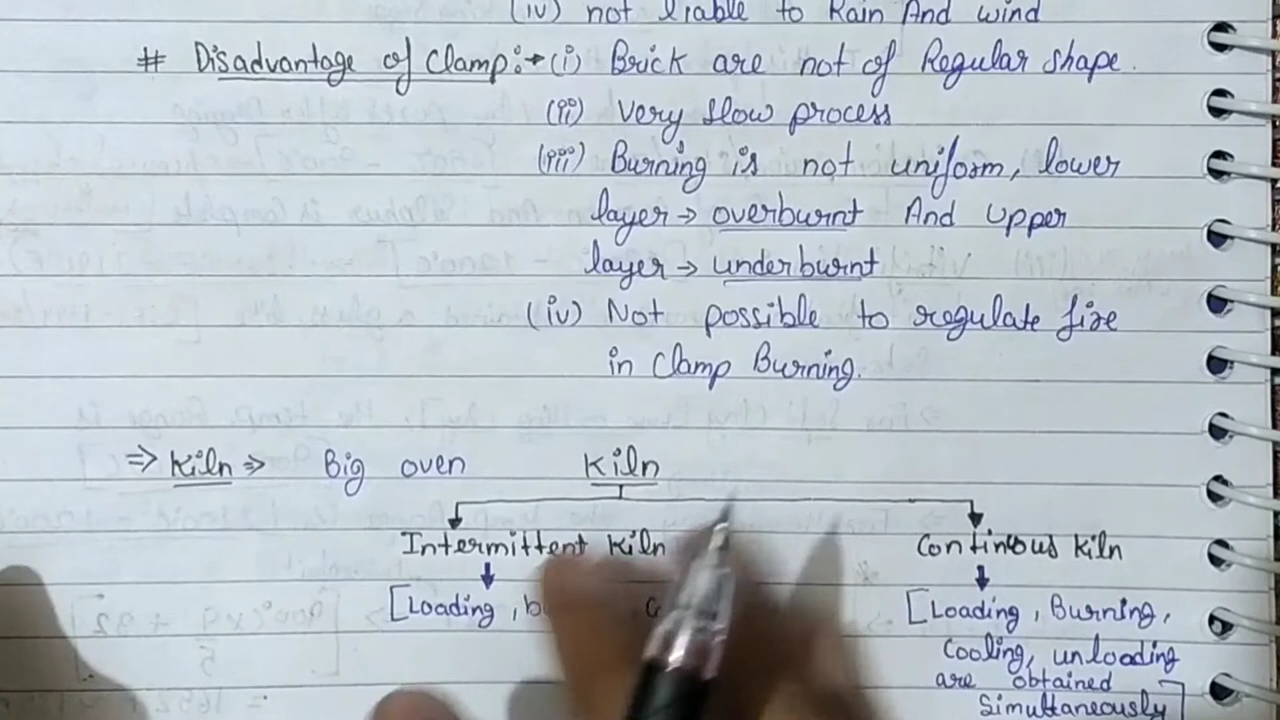 (iv) not liable to Rain And wind
# Disadvantage of Clamp:→ (i) Brick are not of Regular shape.
(ii) Very slow process
(iii) Burning is not uniform, lower
layer → overburnt And Upper
layer → underburnt
(iv) Not possible to regulate fire
in Clamp Burning.
⇒ Kiln ⇒ Big oven Kiln
Intermittent Kiln Continous Kiln
[Loading, [Loading, Burning,
Cooling, unloading
are obtained
Simultaneously]